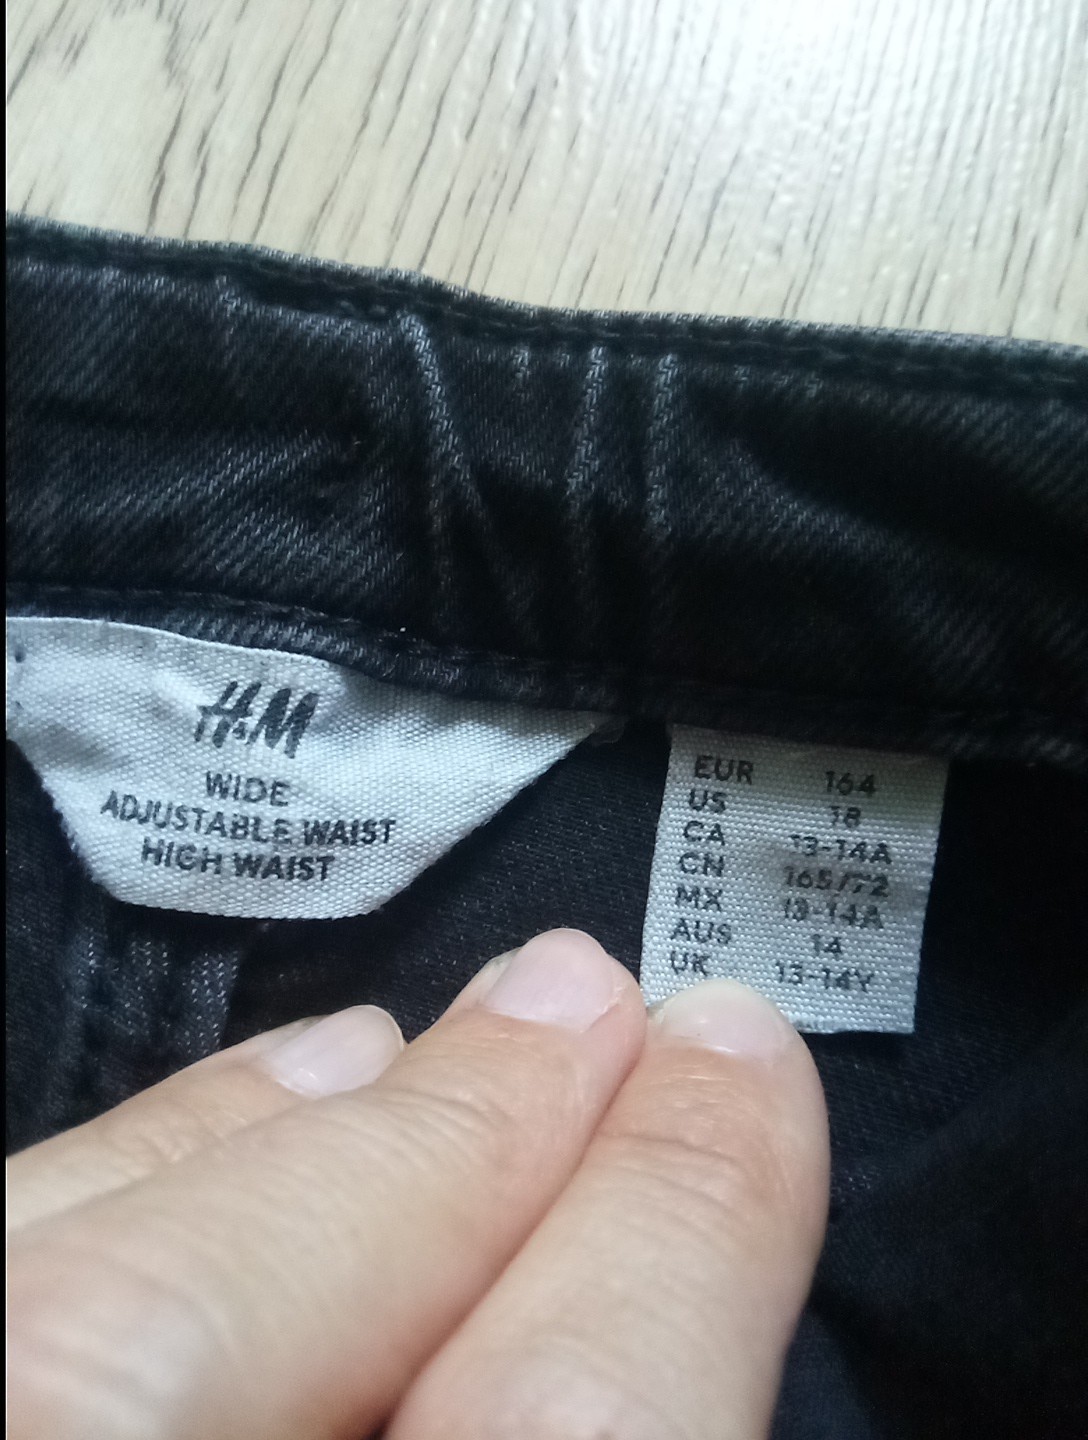 H&M
WIDE
ADJUSTABLE WAIST
HIGH WAIST
EUR 164
US 18
CA 13-14A
CN 165/72
MX 13-14A
AUS 14
UK 13-14Y